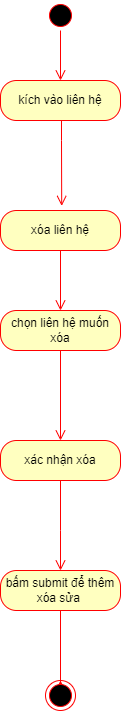 kích vào liên hệ
xóa liên hệ
chọn liên hệ muốn
xóa
xác nhận xóa
bấm submit để thêm
xóa sửa